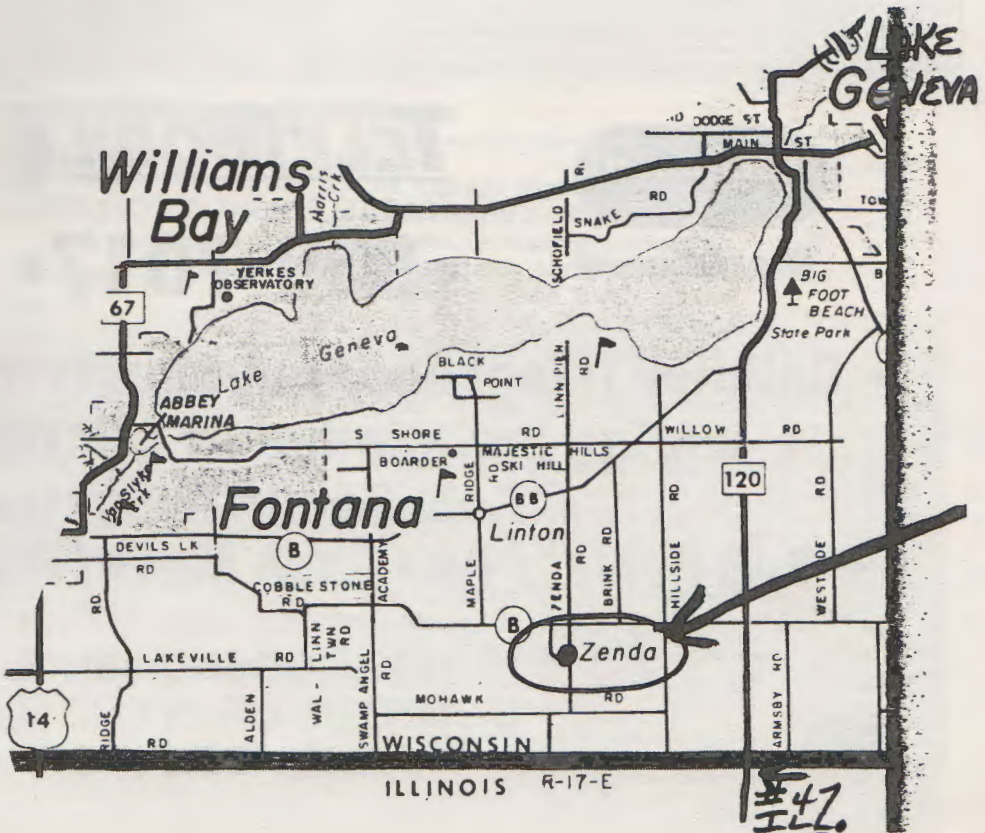 LAKE
GENEVA
DODGE ST
MAIN ST
Williams
Bay
Harris
Crk
SNAKE RD
SCHOFIELD
TOW
YERKES
OBSERVATORY
67
BIG
FOOT
BEACH
State Park
Lake Geneva
BLACK
POINT
LINN PIER RD
ABBEY
MARINA
S SHORE RD
WILLOW RD
BOARDER
MAJESTIC HILLS
SKI HILL
RIDGE
RD
BB
120
Fontana
Linton
DEVILS LK
RD
B
ACADEMY
MAPLE
ZENDA
RD
BRINK RD
HILLSIDE
RD
WESTSIDE
RD
COBBLE STONE
RD
B
Zenda
LINN
TWN
RD
WAL-
LAKEVILLE RD
RD
SWAMP ANGEL
RD
MOHAWK RD
ARMSBY RD
14
RIDGE
RD
ALDEN
WISCONSIN
ILLINOIS R-17-E
#47
ILL.